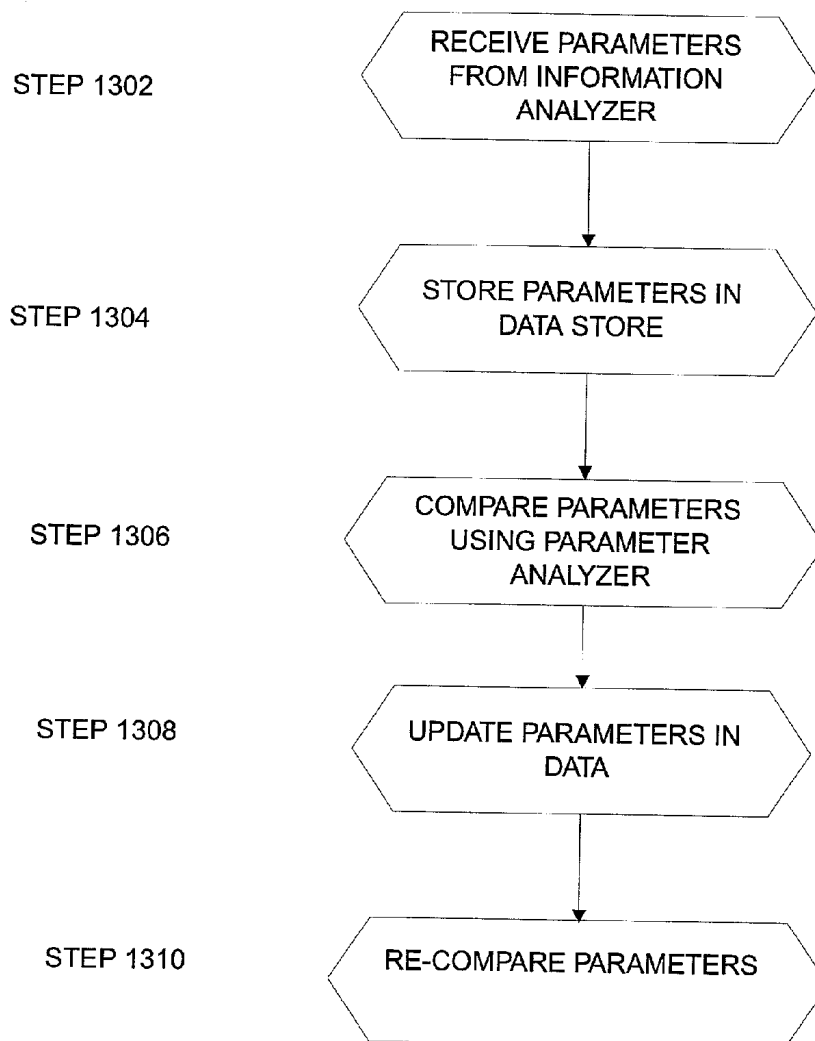 RECEIVE PARAMETERS
FROM INFORMATION
ANALYZER
STEP 1302
STORE PARAMETERS IN
DATA STORE
STEP 1304
COMPARE PARAMETERS
USING PARAMETER
ANALYZER
STEP 1306
UPDATE PARAMETERS IN
DATA
STEP 1308
RE-COMPARE PARAMETERS
STEP 1310